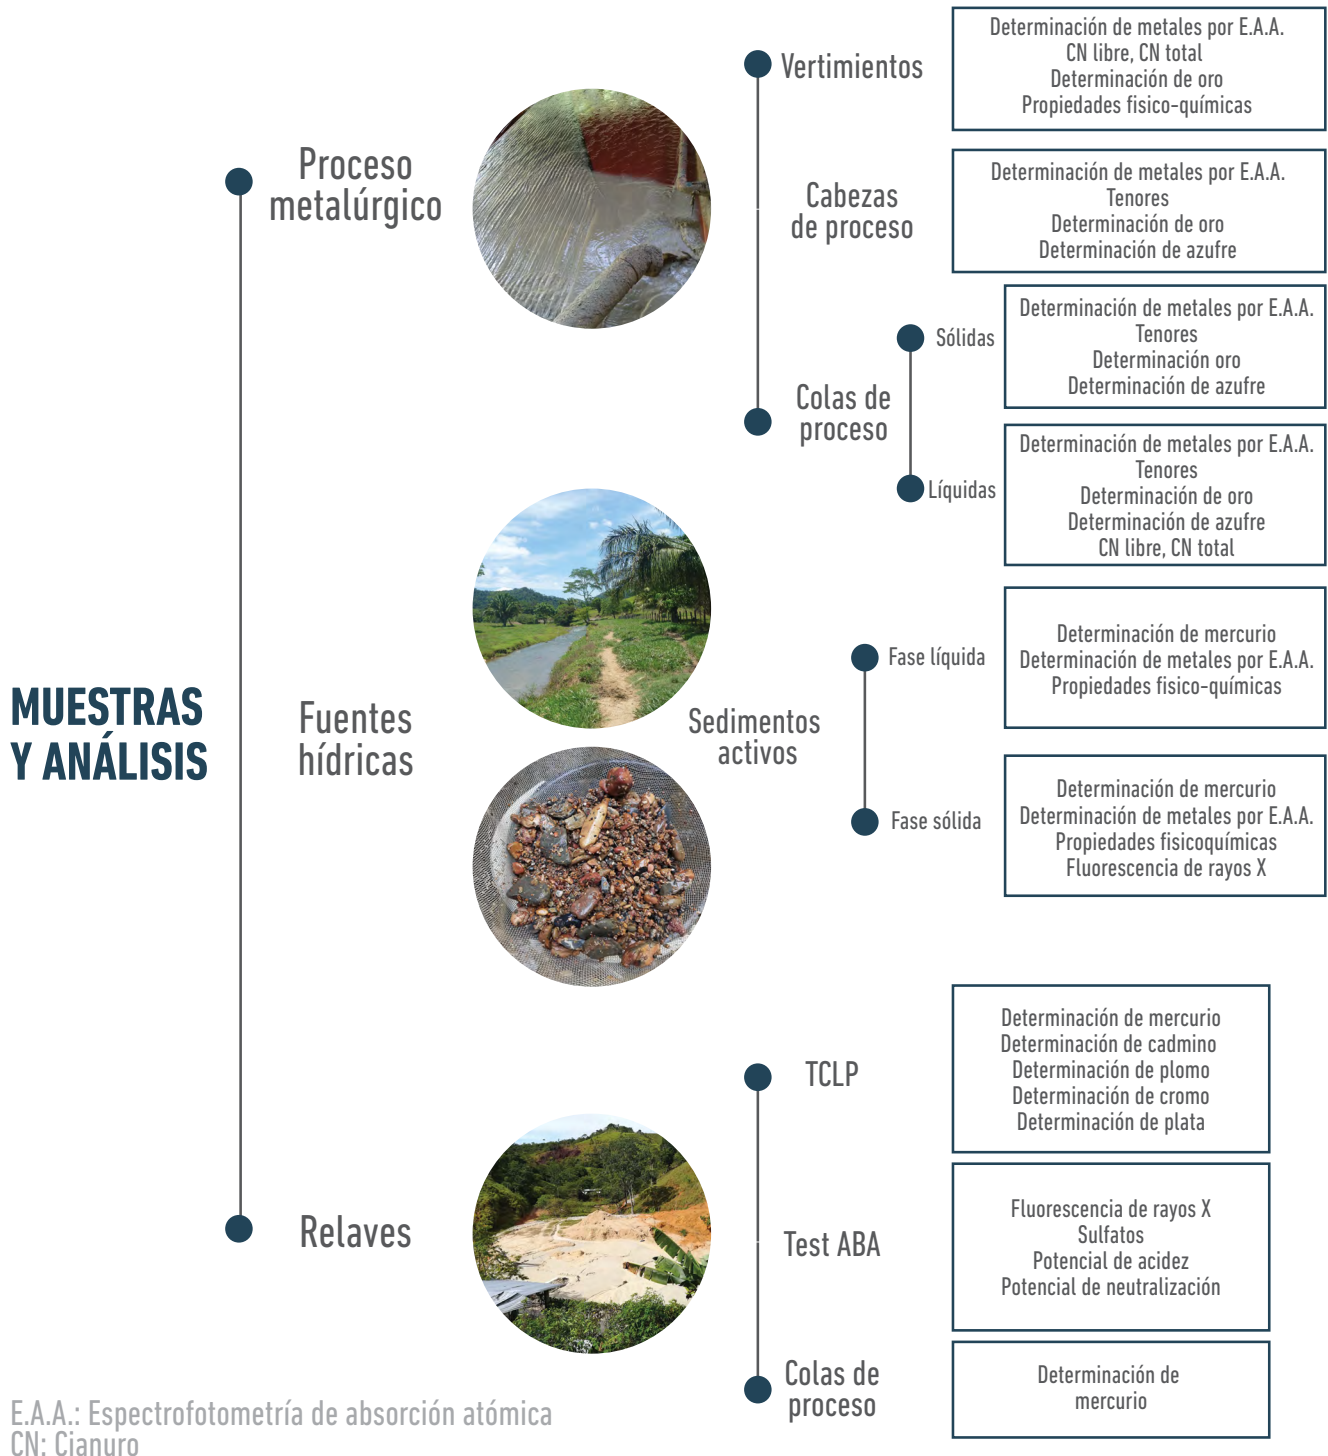 MUESTRAS
Y ANÁLISIS
Proceso
metalúrgico
Vertimientos
Determinación de metales por E.A.A.
CN libre, CN total
Determinación de oro
Propiedades fisico-químicas
Cabezas
de proceso
Determinación de metales por E.A.A.
Tenores
Determinación de oro
Determinación de azufre
Colas de
proceso
Sólidas
Determinación de metales por E.A.A.
Tenores
Determinación oro
Determinación de azufre
Líquidas
Determinación de metales por E.A.A.
Tenores
Determinación de oro
Determinación de azufre
CN libre, CN total
Fuentes
hídricas
Sedimentos
activos
Fase líquida
Determinación de mercurio
Determinación de metales por E.A.A.
Propiedades fisico-químicas
Fase sólida
Determinación de mercurio
Determinación de metales por E.A.A.
Propiedades fisicoquímicas
Fluorescencia de rayos X
Relaves
TCLP
Determinación de mercurio
Determinación de cadmino
Determinación de plomo
Determinación de cromo
Determinación de plata
Test ABA
Fluorescencia de rayos X
Sulfatos
Potencial de acidez
Potencial de neutralización
Colas de
proceso
Determinación de
mercurio
E.A.A.: Espectrofotometría de absorción atómica
CN: Cianuro